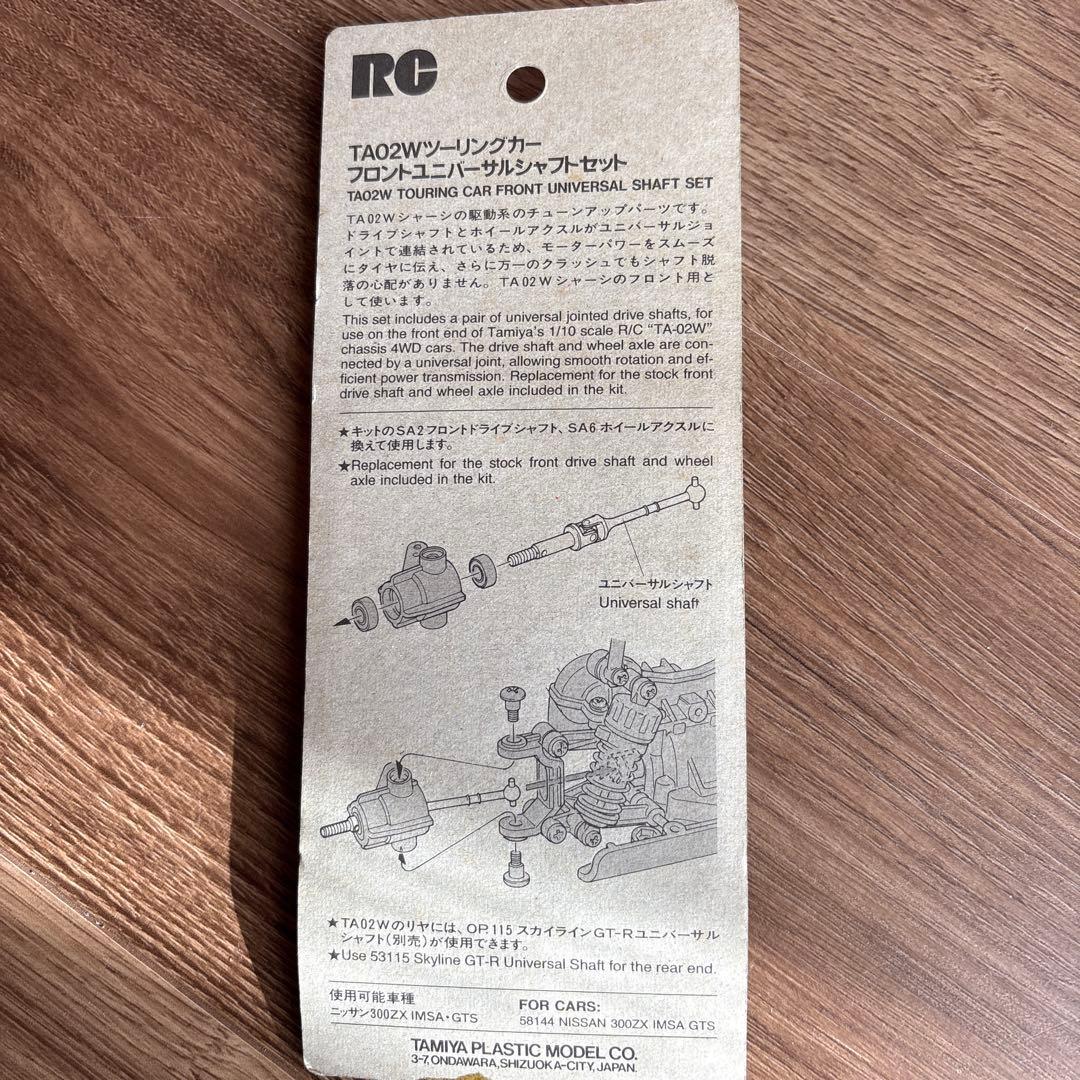 RC
TA02Wツーリングカー
フロントユニバーサルシャフトセット
TA02W TOURING CAR FRONT UNIVERSAL SHAFT SET
TA02Wシャーシの駆動系のチューンアップパーツです。
ドライブシャフトとホイールアクスルがユニバーサルジョ
イントで連結されているため、モーターパワーをスムーズ
にタイヤに伝え、さらに万一のクラッシュでもシャフト脱
落の心配がありません。TA02Wシャーシのフロント用と
して使います。
This set includes a pair of universal jointed drive shafts, for
use on the front end of Tamiya's 1/10 scale R/C “TA-02W”
chassis 4WD cars. The drive shaft and wheel axle are con-
nected by a universal joint, allowing smooth rotation and ef-
ficient power transmission. Replacement for the stock front
drive shaft and wheel axle included in the kit.
★キットのSA2フロントドライブシャフト、SA6ホイールアクスルに
換えて使用します。
★Replacement for the stock front drive shaft and wheel
axle included in the kit.
ユニバーサルシャフト
Universal shaft
★TA02Wのリヤには、OP.115 スカイラインGT-Rユニバーサル
シャフト(別売)が使用できます。
★Use 53115 Skyline GT-R Universal Shaft for the rear end.
使用可能車種
ニッサン300ZX IMSA・GTS
FOR CARS:
58144 NISSAN 300ZX IMSA GTS
TAMIYA PLASTIC MODEL CO.
3-7, ONDAWARA, SHIZUOKA-CITY, JAPAN.